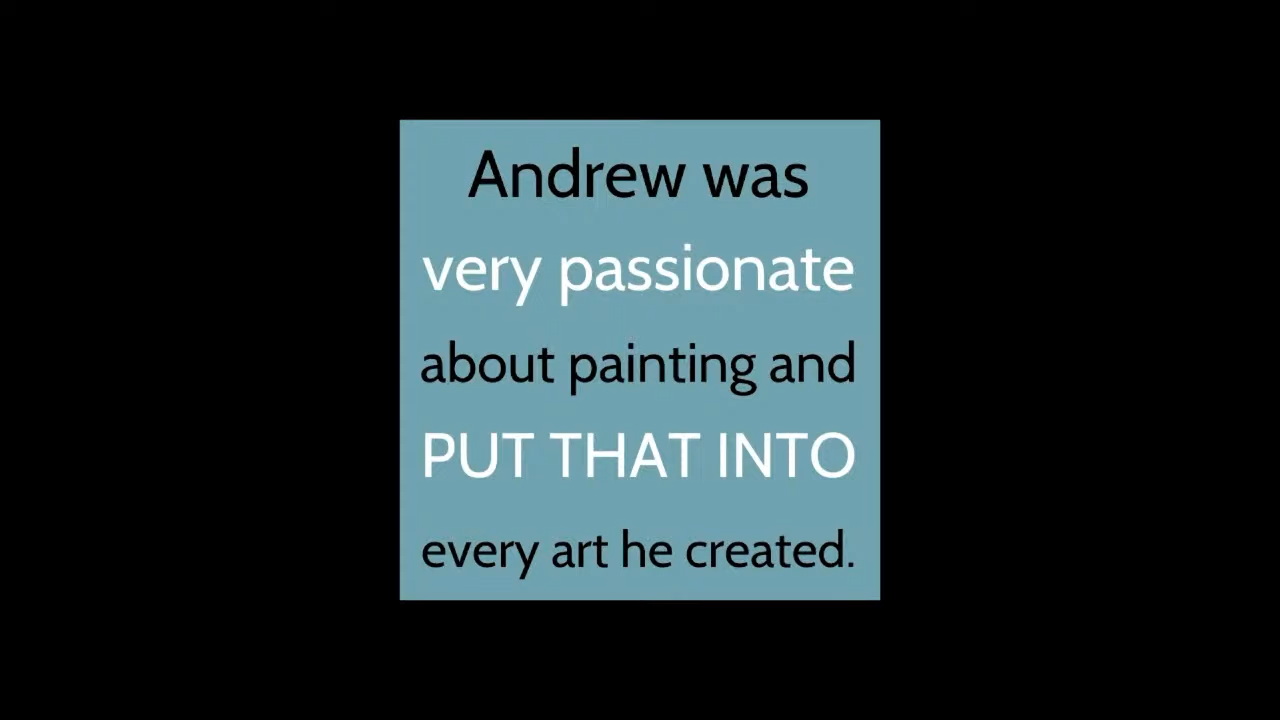 Andrew was
very passionate
about painting and
PUT THAT INTO
every art he created.